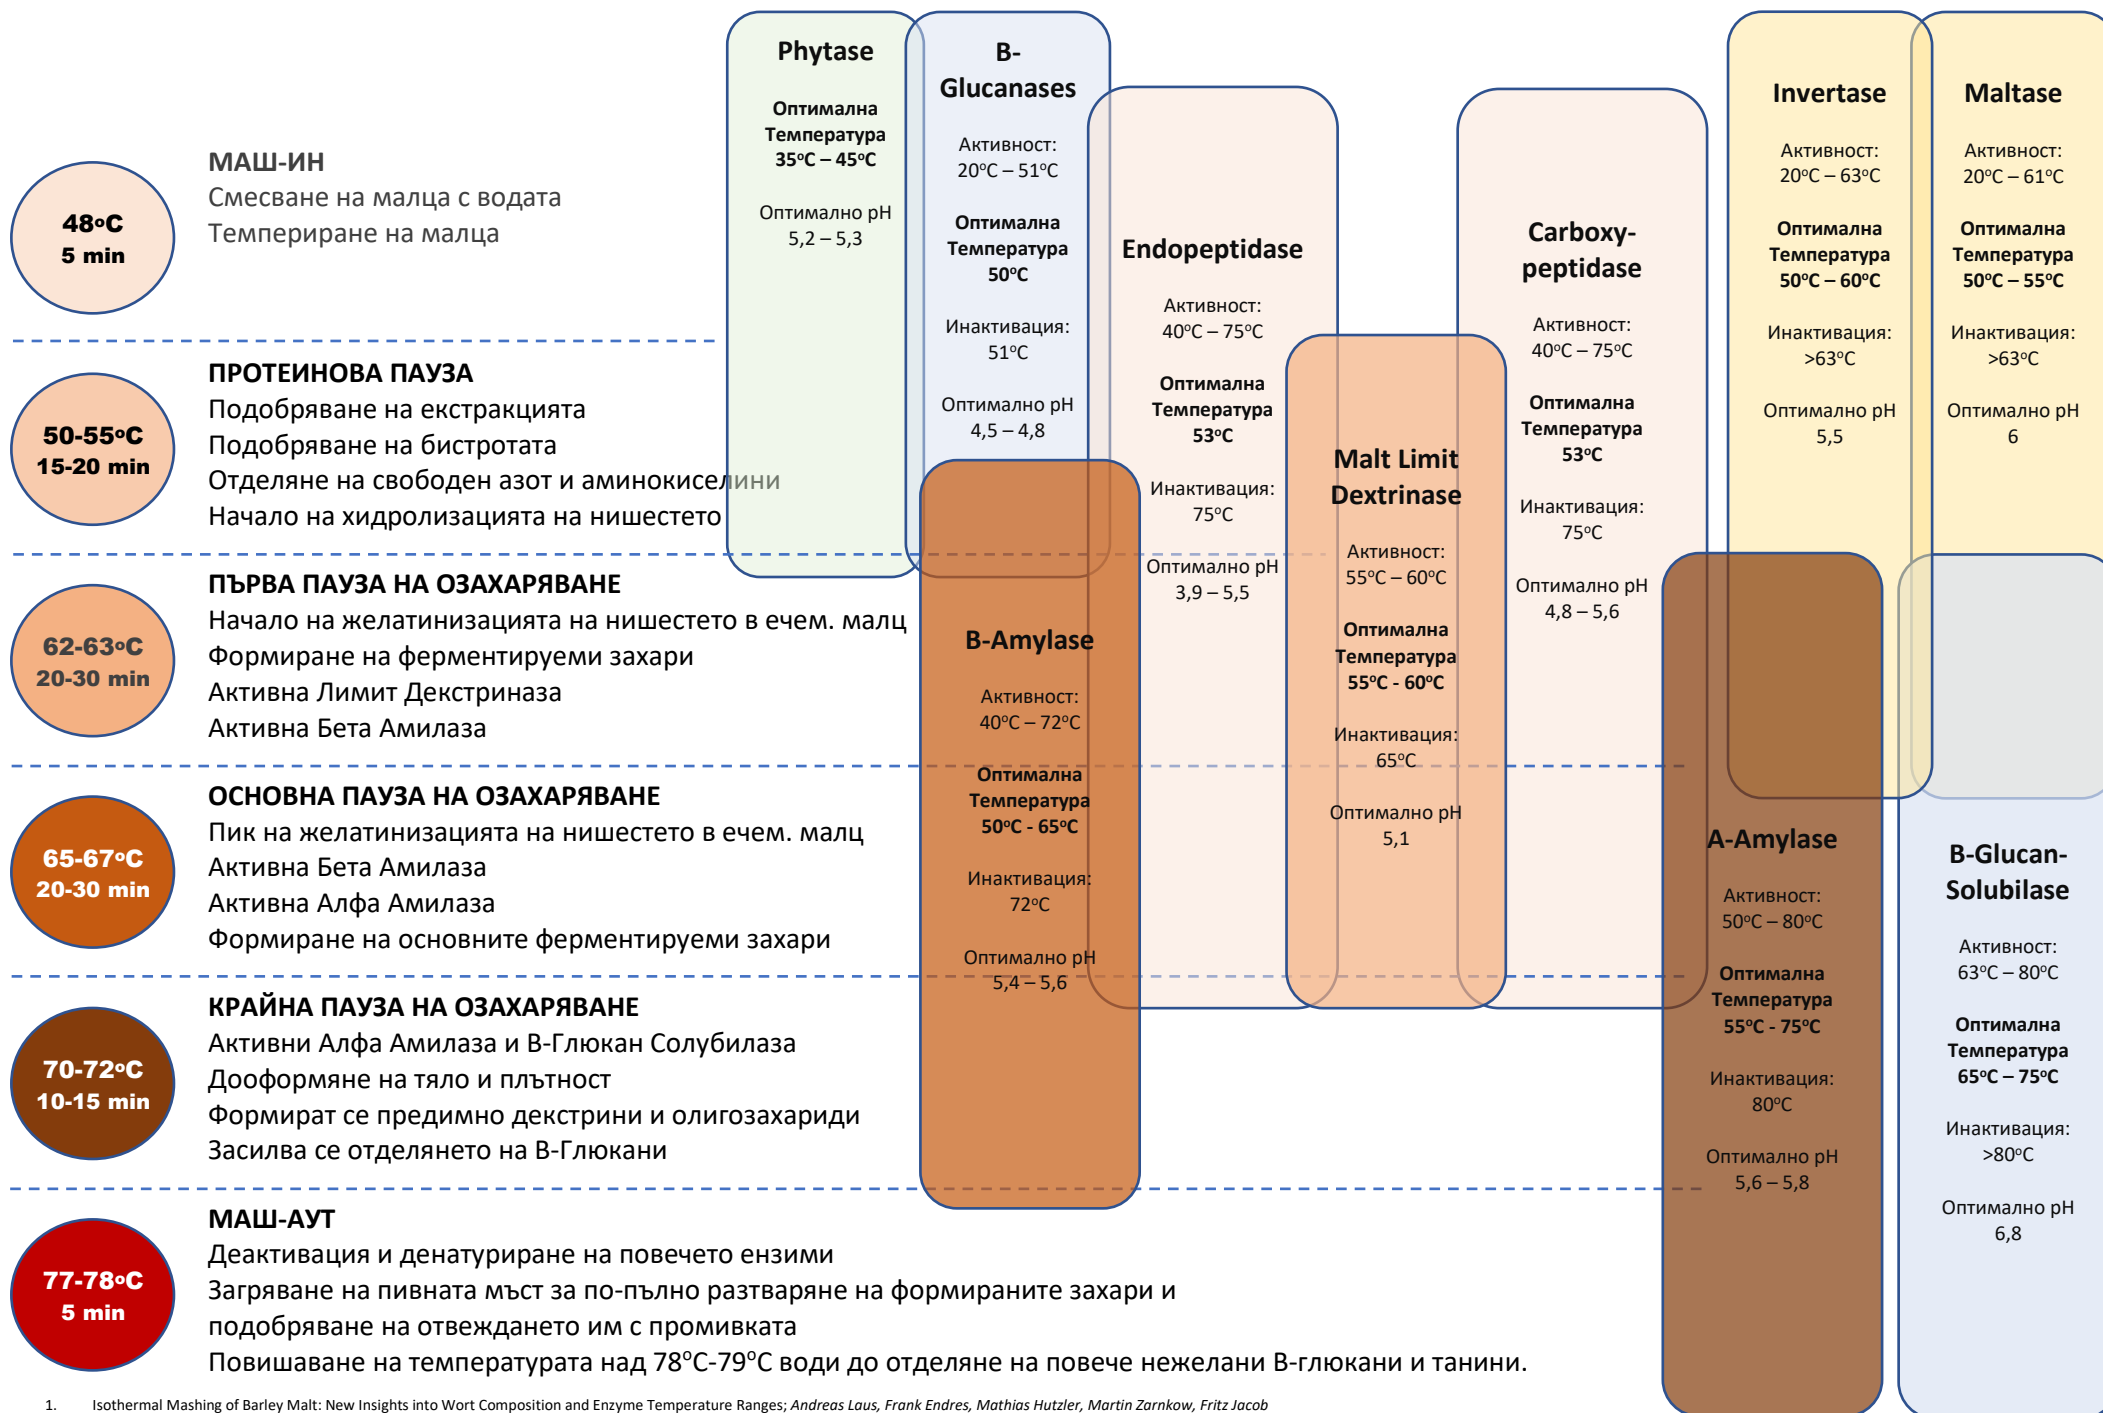 48°C
5 min
МАШ-ИН
Смесване на малца с водата
Темпериране на малца
50-55°C
15-20 min
ПРОТЕИНОВА ПАУЗА
Подобряване на екстракцията
Подобряване на бистротата
Отделяне на свободен азот и аминокиселини
Начало на хидролизацията на нишестето
62-63°C
20-30 min
ПЪРВА ПАУЗА НА ОЗАХАРЯВАНЕ
Начало на желатинизацията на нишестето в ечем. малц
Формиране на ферментируеми захари
Активна Лимит Декстриназа
Активна Бета Амилаза
65-67°C
20-30 min
ОСНОВНА ПАУЗА НА ОЗАХАРЯВАНЕ
Пик на желатинизацията на нишестето в ечем. малц
Активна Бета Амилаза
Активна Алфа Амилаза
Формиране на основните ферментируеми захари
70-72°C
10-15 min
КРАЙНА ПАУЗА НА ОЗАХАРЯВАНЕ
Активни Алфа Амилаза и В-Глюкан Солубилаза
Дооформяне на тяло и плътност
Формират се предимно декстрини и олигозахариди
Засилва се отделянето на В-Глюкани
77-78°C
5 min
МАШ-АУТ
Деактивация и денатуриране на повечето ензими
Загряване на пивната мъст за по-пълно разтваряне на формираните захари и
подобряване на отвеждането им с промивката
Повишаване на температурата над 78°C-79°C води до отделяне на повече нежелани В-глюкани и танини.
Phytase
Оптимална
Температура
35°C – 45°C
Оптимално pH
5,2 – 5,3
B-
Glucanases
Активност:
20°C – 51°C
Оптимална
Температура
50°C
Инактивация:
51°C
Оптимално pH
4,5 – 4,8
B-Amylase
Активност:
40°C – 72°C
Оптимална
Температура
50°C - 65°C
Инактивация:
72°C
Оптимално pH
5,4 – 5,6
Endopeptidase
Активност:
40°C – 75°C
Оптимална
Температура
53°C
Инактивация:
75°C
Оптимално pH
3,9 – 5,5
Malt Limit
Dextrinase
Активност:
55°C – 60°C
Оптимална
Температура
55°C - 60°C
Инактивация:
65°C
Оптимално pH
5,1
Carboxy-
peptidase
Активност:
40°C – 75°C
Оптимална
Температура
53°C
Инактивация:
75°C
Оптимално pH
4,8 – 5,6
Invertase
Активност:
20°C – 63°C
Оптимална
Температура
50°C – 60°C
Инактивация:
>63°C
Оптимално pH
5,5
Maltase
Активност:
20°C – 61°C
Оптимална
Температура
50°C – 55°C
Инактивация:
>63°C
Оптимално pH
6
A-Amylase
Активност:
50°C – 80°C
Оптимална
Температура
55°C - 75°C
Инактивация:
80°C
Оптимално pH
5,6 – 5,8
B-Glucan-
Solubilase
Активност:
63°C – 80°C
Оптимална
Температура
65°C – 75°C
Инактивация:
>80°C
Оптимално pH
6,8
1. Isothermal Mashing of Barley Malt: New Insights into Wort Composition and Enzyme Temperature Ranges; Andreas Laus, Frank Endres, Mathias Hutzler, Martin Zarnkow, Fritz Jacob